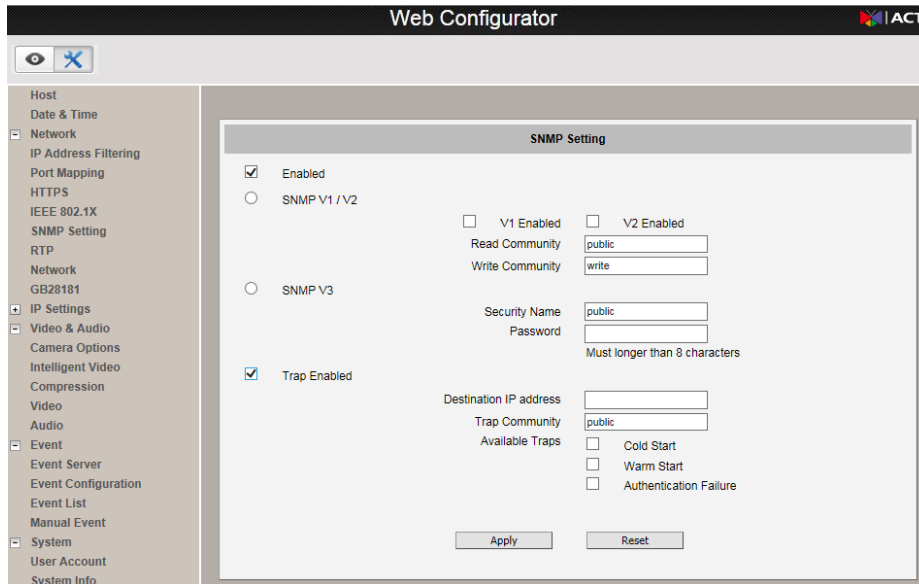 Web Configurator
ACT
Host
Date & Time
Network
IP Address Filtering
Port Mapping
HTTPS
IEEE 802.1X
SNMP Setting
RTP
Network
GB28181
IP Settings
Video & Audio
Camera Options
Intelligent Video
Compression
Video
Audio
Event
Event Server
Event Configuration
Event List
Manual Event
System
User Account
System Info
SNMP Setting
Enabled
SNMP V1 / V2
V1 Enabled V2 Enabled
Read Community public
Write Community write
SNMP V3
Security Name public
Password
Must longer than 8 characters
Trap Enabled
Destination IP address
Trap Community public
Available Traps Cold Start
Warm Start
Authentication Failure
Apply Reset